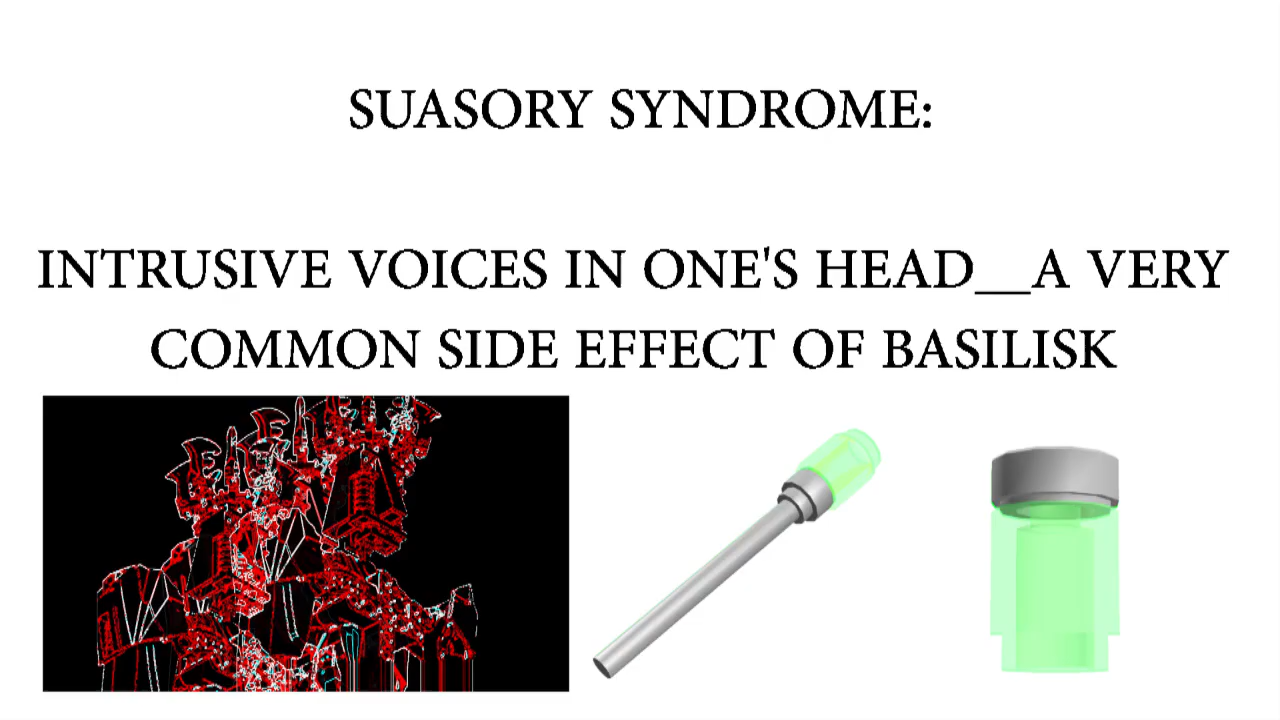 SUASORY SYNDROME:
INTRUSIVE VOICES IN ONE'S HEAD__A VERY
COMMON SIDE EFFECT OF BASILISK